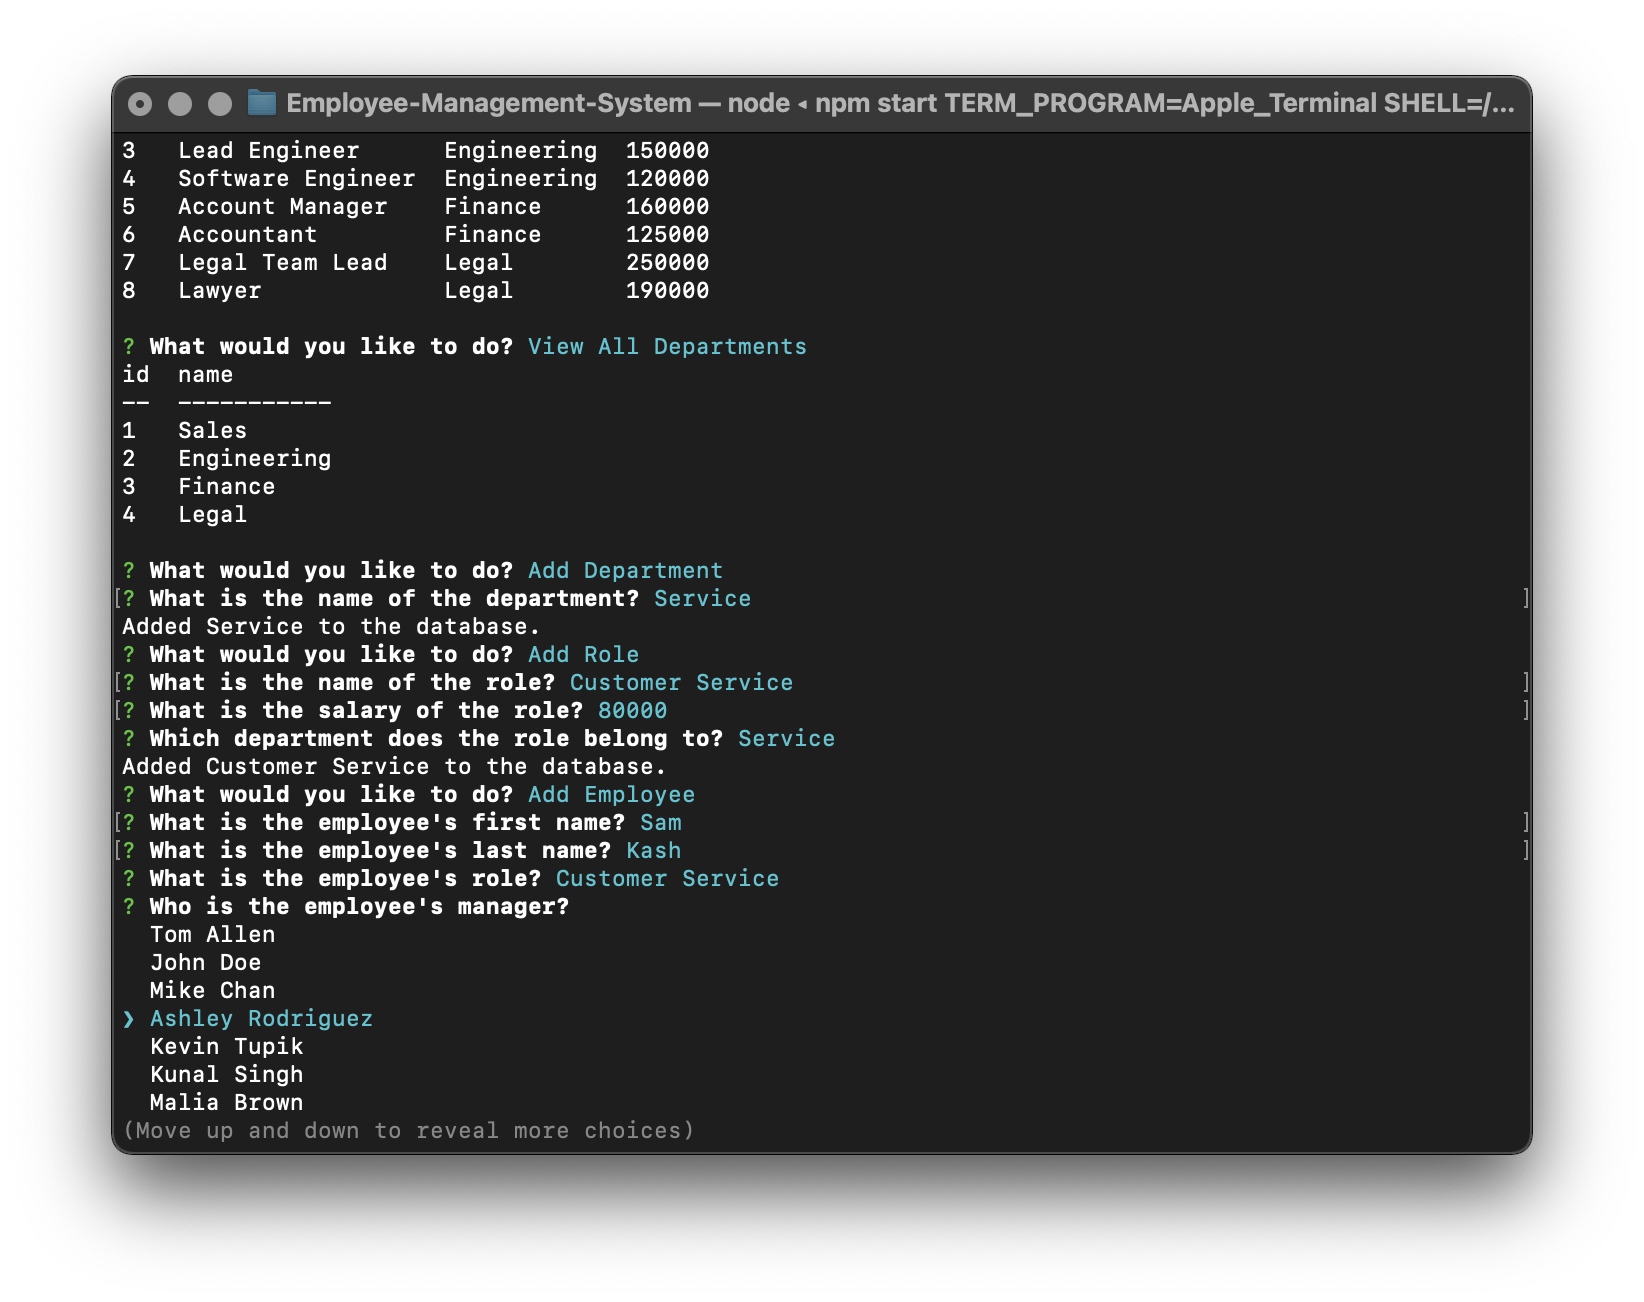 Employee-Management-System — node ◂ npm start TERM_PROGRAM=Apple_Terminal SHELL=/...
3   Lead Engineer      Engineering  150000
4   Software Engineer  Engineering  120000
5   Account Manager    Finance      160000
6   Accountant         Finance      125000
7   Legal Team Lead    Legal        250000
8   Lawyer             Legal        190000
? What would you like to do? View All Departments
id  name
--  -----------
1   Sales
2   Engineering
3   Finance
4   Legal
? What would you like to do? Add Department
[? What is the name of the department? Service ]
Added Service to the database.
? What would you like to do? Add Role
[? What is the name of the role? Customer Service ]
[? What is the salary of the role? 80000 ]
? Which department does the role belong to? Service
Added Customer Service to the database.
? What would you like to do? Add Employee
[? What is the employee's first name? Sam ]
[? What is the employee's last name? Kash ]
? What is the employee's role? Customer Service
? Who is the employee's manager?
  Tom Allen
  John Doe
  Mike Chan
❯ Ashley Rodriguez
  Kevin Tupik
  Kunal Singh
  Malia Brown
(Move up and down to reveal more choices)